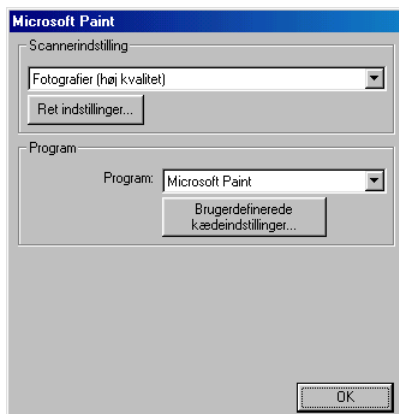 Microsoft Paint
Scannerindstilling
Fotografier (høj kvalitet)
Ret indstillinger...
Program
Program: Microsoft Paint
Brugerdefinerede
kædeindstillinger...
OK